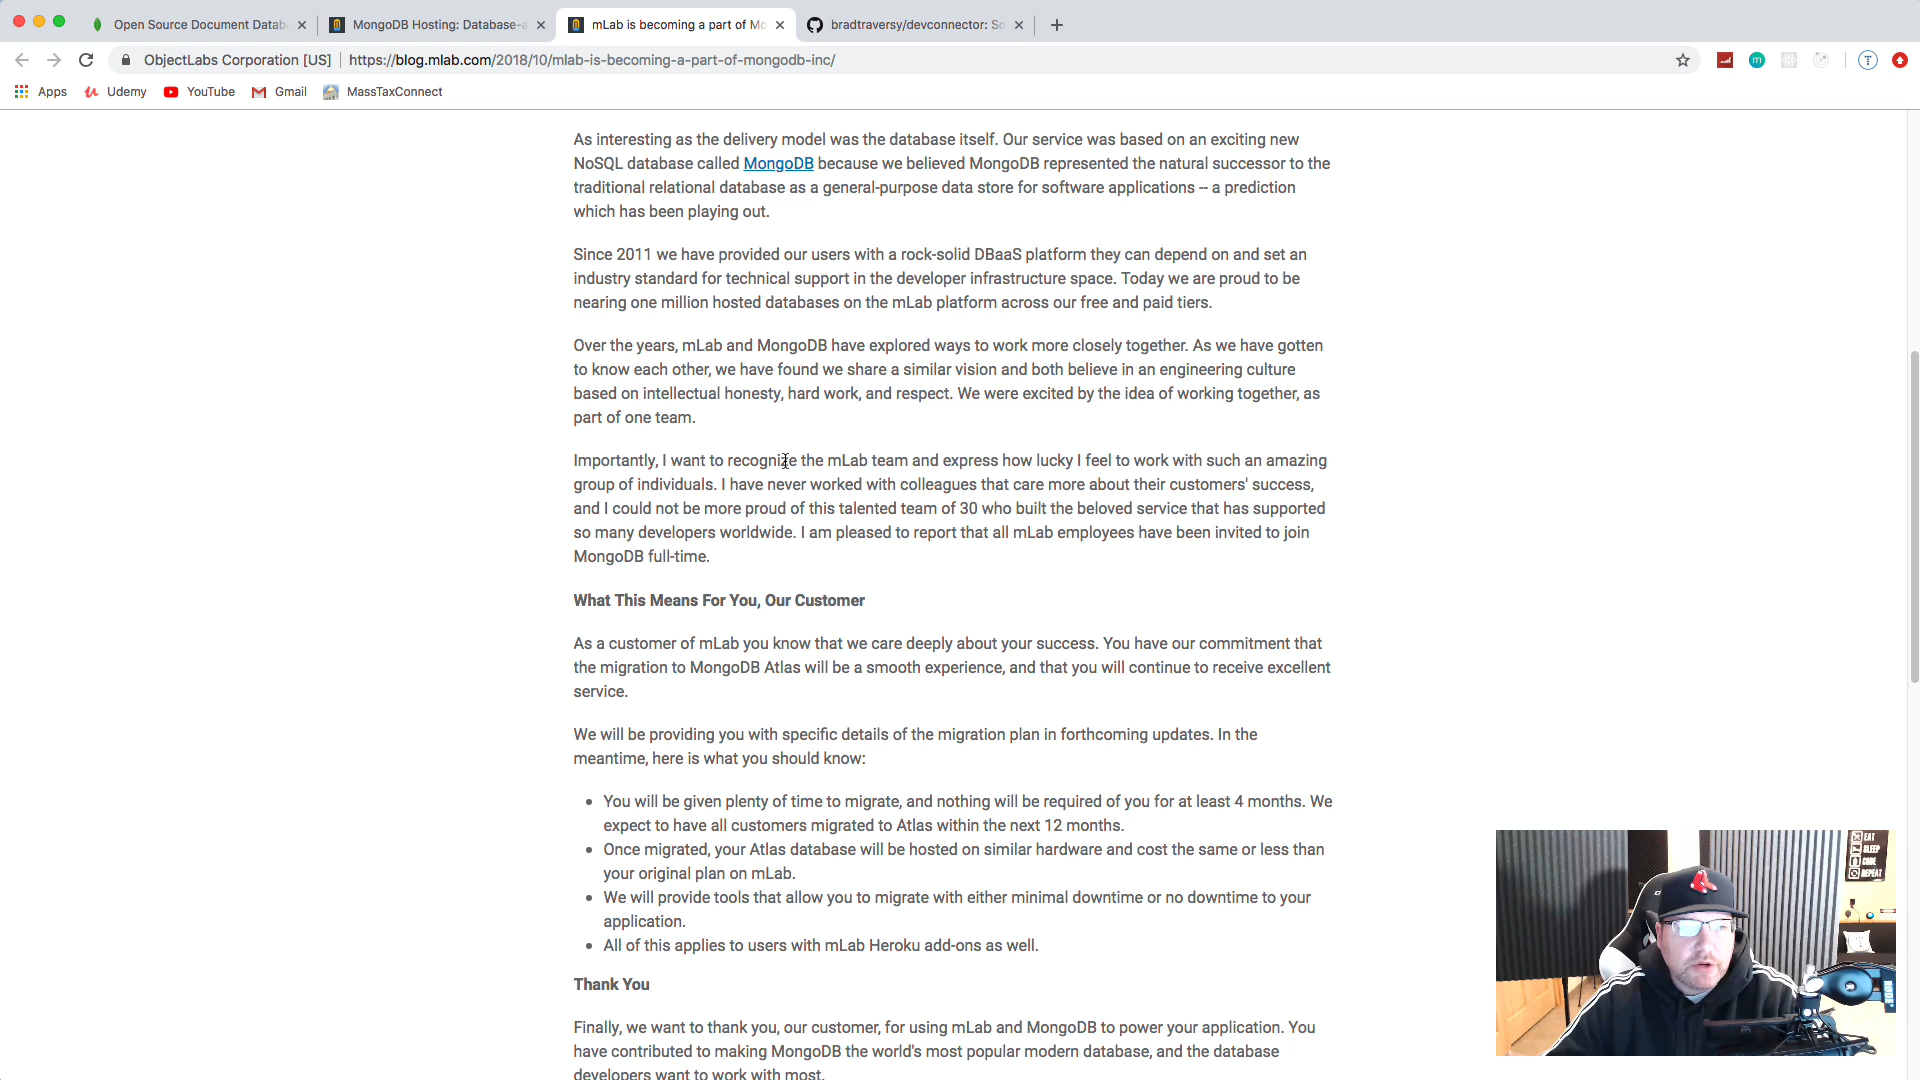 Open Source Document Datab
MongoDB Hosting: Database-a
mLab is becoming a part of Mo
bradtraversy/devconnector: So
ObjectLabs Corporation [US]
https://blog.mlab.com/2018/10/mlab-is-becoming-a-part-of-mongodb-inc/
Apps
Udemy
YouTube
Gmail
MassTaxConnect
As interesting as the delivery model was the database itself. Our service was based on an exciting new
NoSQL database called MongoDB because we believed MongoDB represented the natural successor to the
traditional relational database as a general-purpose data store for software applications -- a prediction
which has been playing out.
Since 2011 we have provided our users with a rock-solid DBaaS platform they can depend on and set an
industry standard for technical support in the developer infrastructure space. Today we are proud to be
nearing one million hosted databases on the mLab platform across our free and paid tiers.
Over the years, mLab and MongoDB have explored ways to work more closely together. As we have gotten
to know each other, we have found we share a similar vision and both believe in an engineering culture
based on intellectual honesty, hard work, and respect. We were excited by the idea of working together, as
part of one team.
Importantly, I want to recognize the mLab team and express how lucky I feel to work with such an amazing
group of individuals. I have never worked with colleagues that care more about their customers' success,
and I could not be more proud of this talented team of 30 who built the beloved service that has supported
so many developers worldwide. I am pleased to report that all mLab employees have been invited to join
MongoDB full-time.
What This Means For You, Our Customer
As a customer of mLab you know that we care deeply about your success. You have our commitment that
the migration to MongoDB Atlas will be a smooth experience, and that you will continue to receive excellent
service.
We will be providing you with specific details of the migration plan in forthcoming updates. In the
meantime, here is what you should know:
• You will be given plenty of time to migrate, and nothing will be required of you for at least 4 months. We
expect to have all customers migrated to Atlas within the next 12 months.
• Once migrated, your Atlas database will be hosted on similar hardware and cost the same or less than
your original plan on mLab.
• We will provide tools that allow you to migrate with either minimal downtime or no downtime to your
application.
• All of this applies to users with mLab Heroku add-ons as well.
EAT
SLEEP
CODE
REPEAT
Thank You
Finally, we want to thank you, our customer, for using mLab and MongoDB to power your application. You
have contributed to making MongoDB the world's most popular modern database, and the database
developers want to work with most.